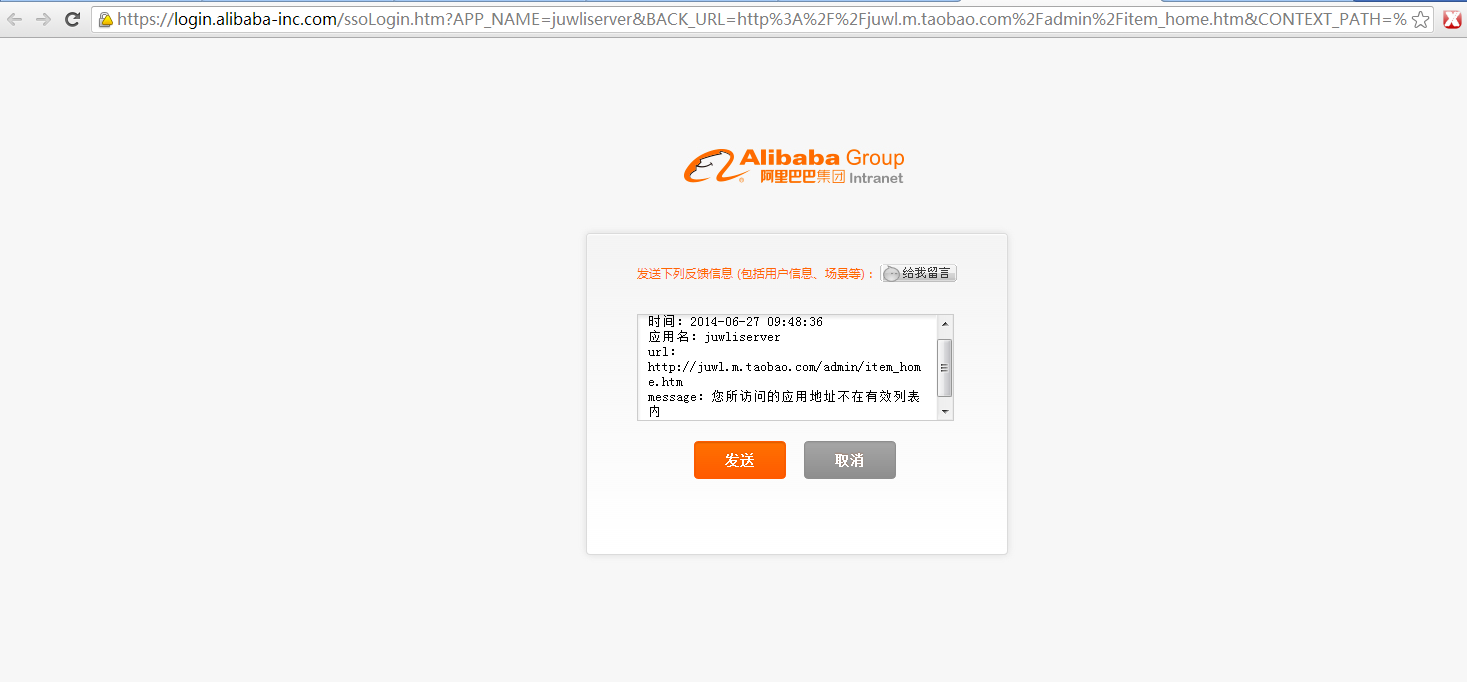 https://login.alibaba-inc.com/ssoLogin.htm?APP_NAME=juwliserver&BACK_URL=http%3A%2F%2Fjuwl.m.taobao.com%2Fadmin%2Fitem_home.htm&CONTEXT_PATH=%
Alibaba Group
阿里巴巴集团 Intranet
发送下列反馈信息 (包括用户信息、场景等) : 给我留言
时间: 2014-06-27 09:48:36
应用名: juwliserver
url:
http://juwl.m.taobao.com/admin/item_hom
e.htm
message: 您所访问的应用地址不在有效列表
内
发送 取消